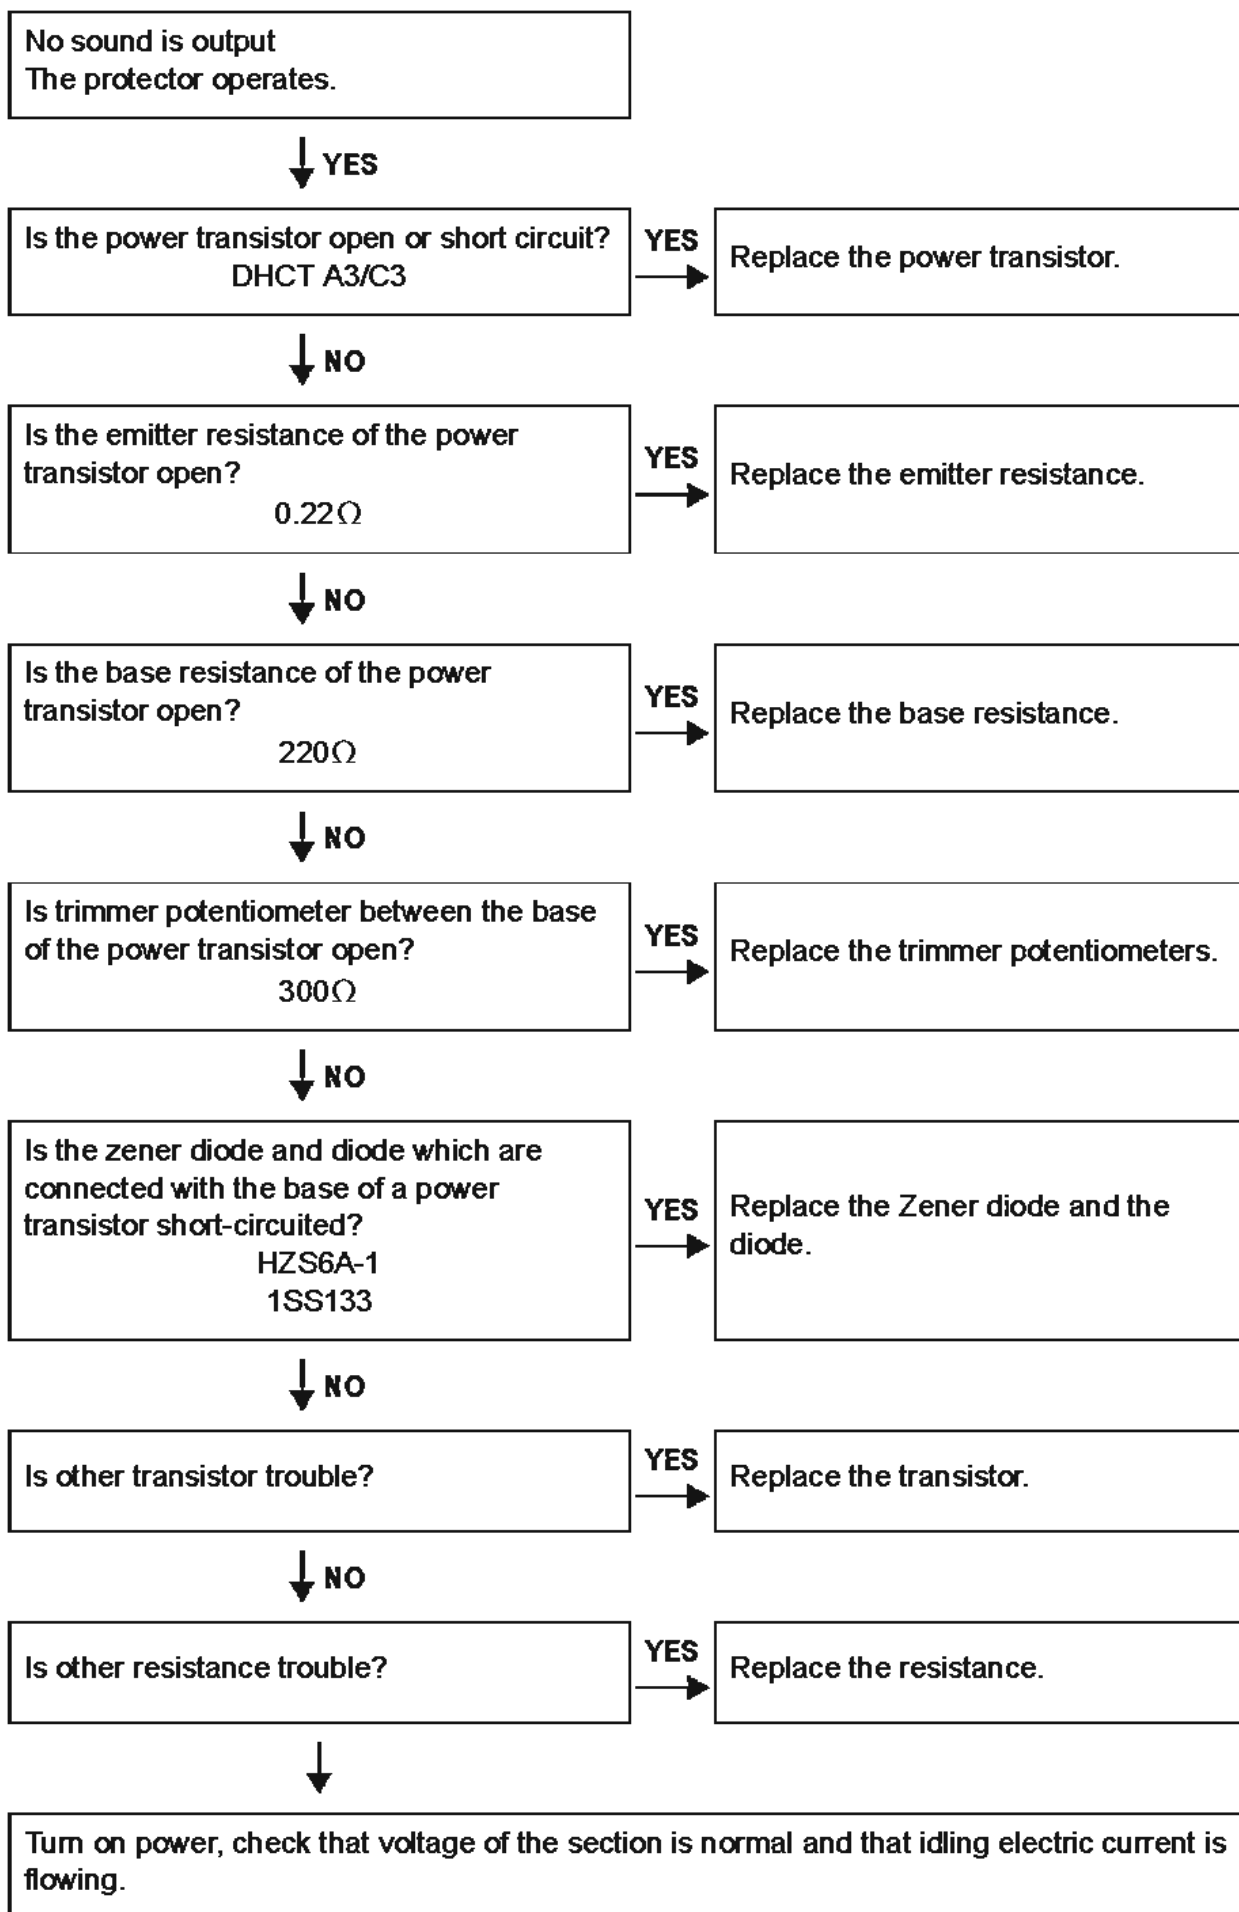 No sound is output
The protector operates.
YES
Is the power transistor open or short circuit?
DHCT A3/C3
YES
Replace the power transistor.
NO
Is the emitter resistance of the power
transistor open?
0.22Ω
YES
Replace the emitter resistance.
NO
Is the base resistance of the power
transistor open?
220Ω
YES
Replace the base resistance.
NO
Is trimmer potentiometer between the base
of the power transistor open?
300Ω
YES
Replace the trimmer potentiometers.
NO
Is the zener diode and diode which are
connected with the base of a power
transistor short-circuited?
HZS6A-1
1SS133
YES
Replace the Zener diode and the
diode.
NO
Is other transistor trouble?
YES
Replace the transistor.
NO
Is other resistance trouble?
YES
Replace the resistance.
Turn on power, check that voltage of the section is normal and that idling electric current is
flowing.